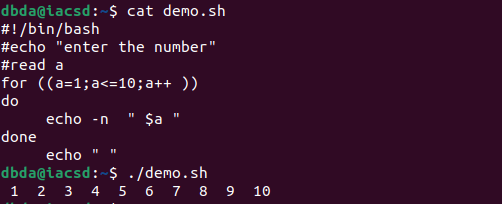 dbda@iacsd:~$ cat demo.sh
#!/bin/bash
#echo "enter the number"
#read a
for ((a=1;a<=10;a++ ))
do
      echo -n  " $a "
done
      echo " "
dbda@iacsd:~$ ./demo.sh
 1  2  3  4  5  6  7  8  9  10